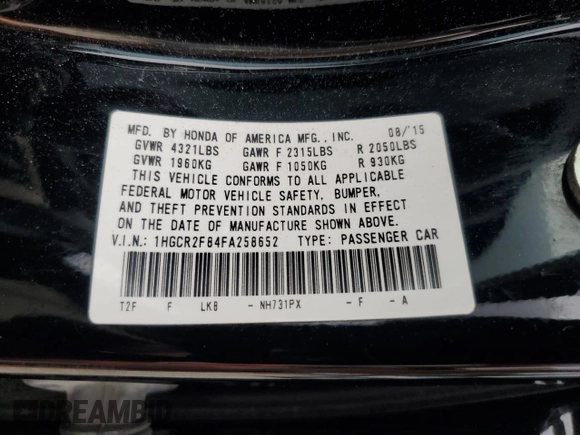 MFD. BY HONDA OF AMERICA MFG., INC. 08/15
GVWR 4321LBS GAWR F 2315LBS R 2050LBS
GVWR 1960KG GAWR F 1050KG R 930KG
THIS VEHICLE CONFORMS TO ALL APPLICABLE
FEDERAL MOTOR VEHICLE SAFETY, BUMPER,
AND THEFT PREVENTION STANDARDS IN EFFECT
ON THE DATE OF MANUFACTURE SHOWN ABOVE.
V.I.N.: 1HGCR2F84FA258652 TYPE: PASSENGER CAR
T2F F LK8 - NH731PX - F - A
DREAMBID